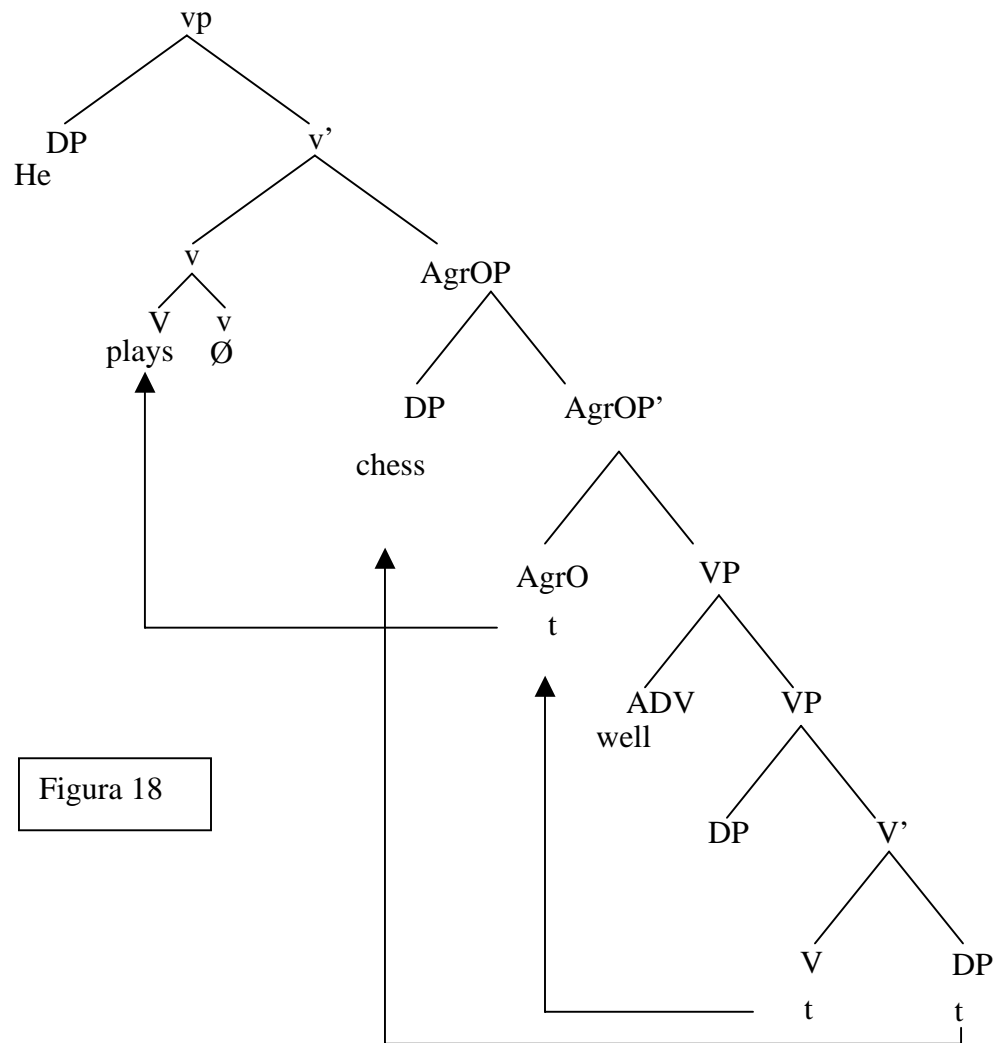 vp
DP
v’
He
v
AgrOP
V v
plays Ø
DP AgrOP’
chess
AgrO VP
t
ADV VP
well
Figura 18
DP V’
V DP
t t